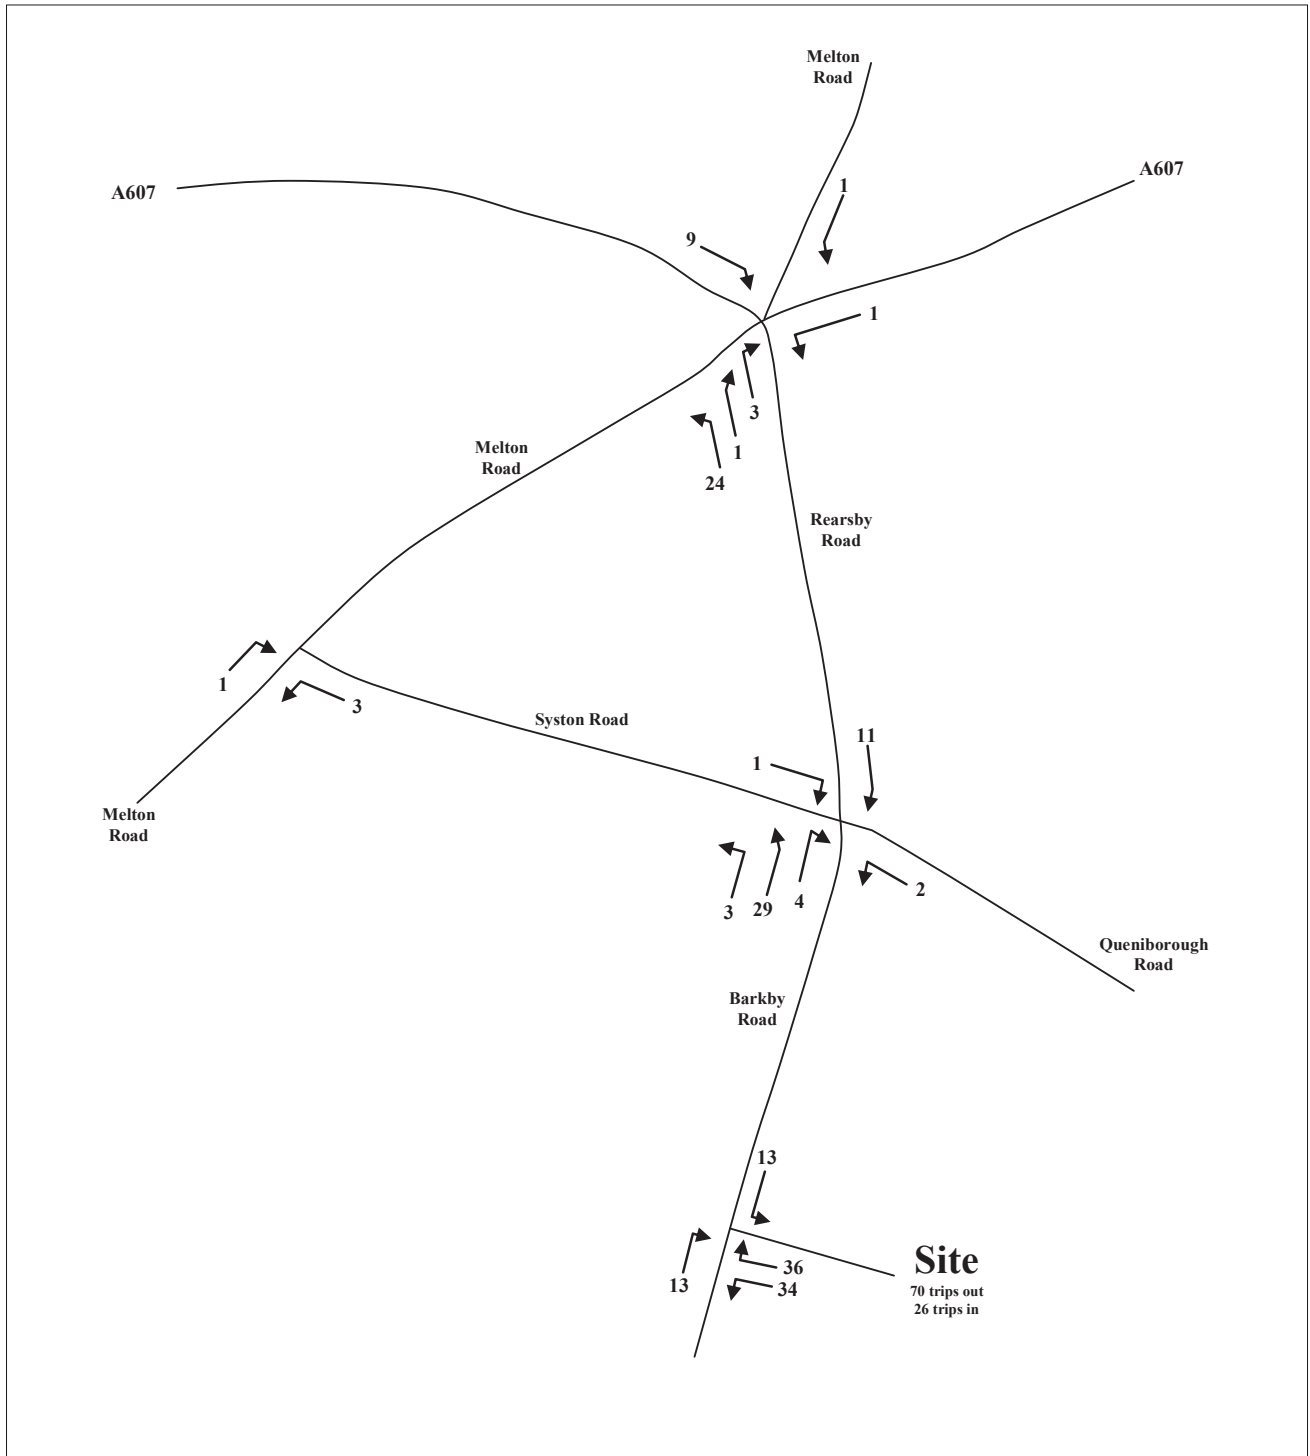 Melton
Road
A607
A607
1
9
1
3
1
24
Melton
Road
Rearsby
Road
1
3
Syston Road
11
1
Melton
Road
2
3
29
4
Queniborough
Road
Barkby
Road
13
13
36
34
Site
70 trips out
26 trips in